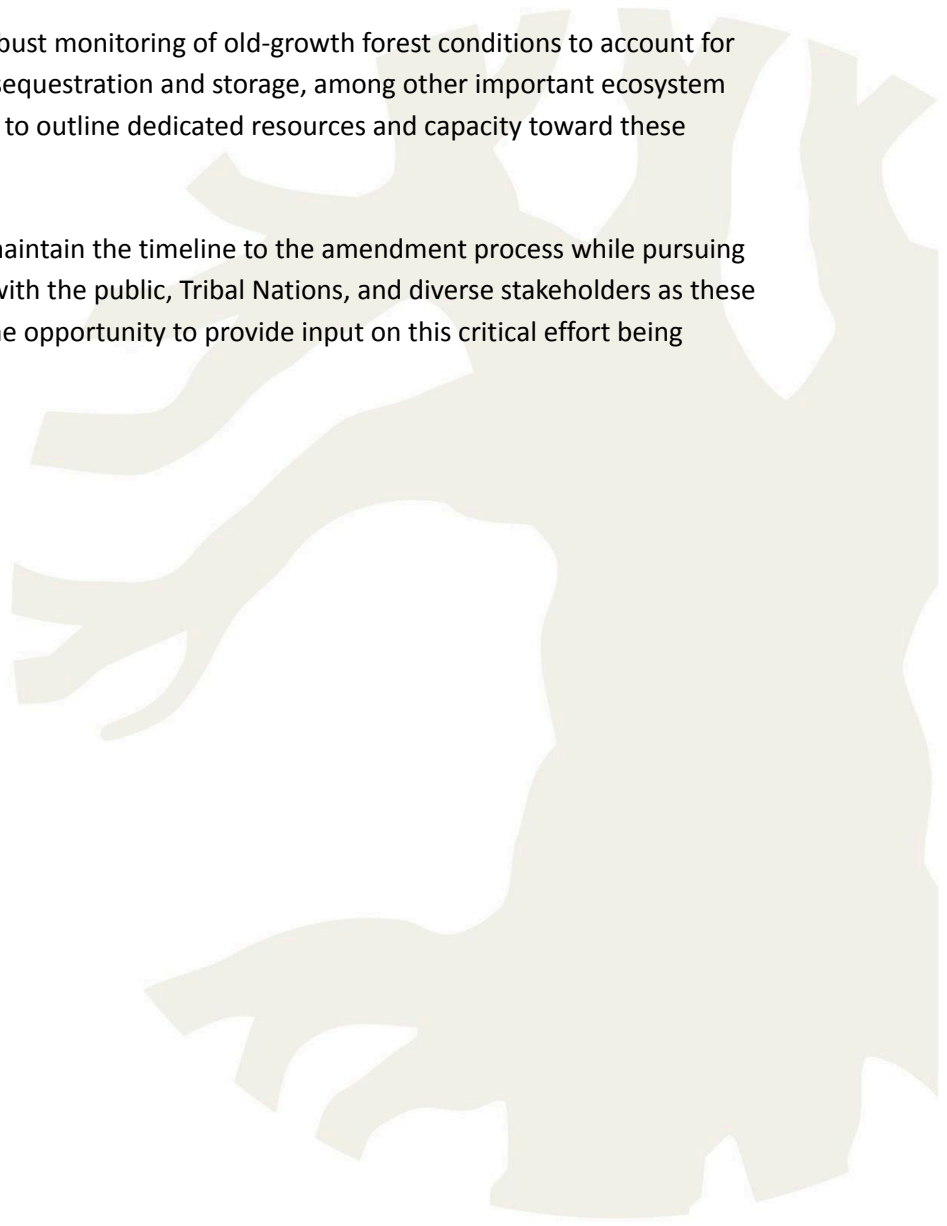 bust monitoring of old-growth forest conditions to account for
sequestration and storage, among other important ecosystem
to outline dedicated resources and capacity toward these
maintain the timeline to the amendment process while pursuing
with the public, Tribal Nations, and diverse stakeholders as these
he opportunity to provide input on this critical effort being